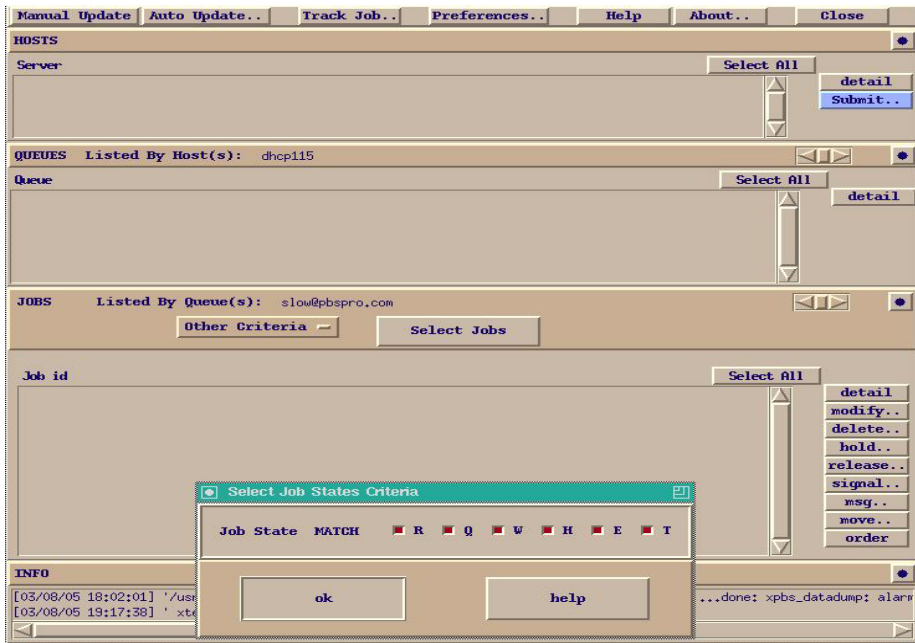 Manual Update Auto Update.. Track Job.. Preferences.. Help About.. Close
HOSTS
Server Select All
detail
Submit..
QUEUES Listed By Host(s): dhcp115
Queue Select All
detail
JOBS Listed By Queue(s): slow@pbspro.com
Other Criteria Select Jobs
Job id Select All
detail
modify..
delete..
hold..
release..
signal..
msg..
move..
order
Select Job States Criteria
Job State MATCH R Q W H E T
ok help
INFO
[03/08/05 18:02:01] '/usr ...done: xpbs_datadump: alarm
[03/08/05 19:17:38] ' xte